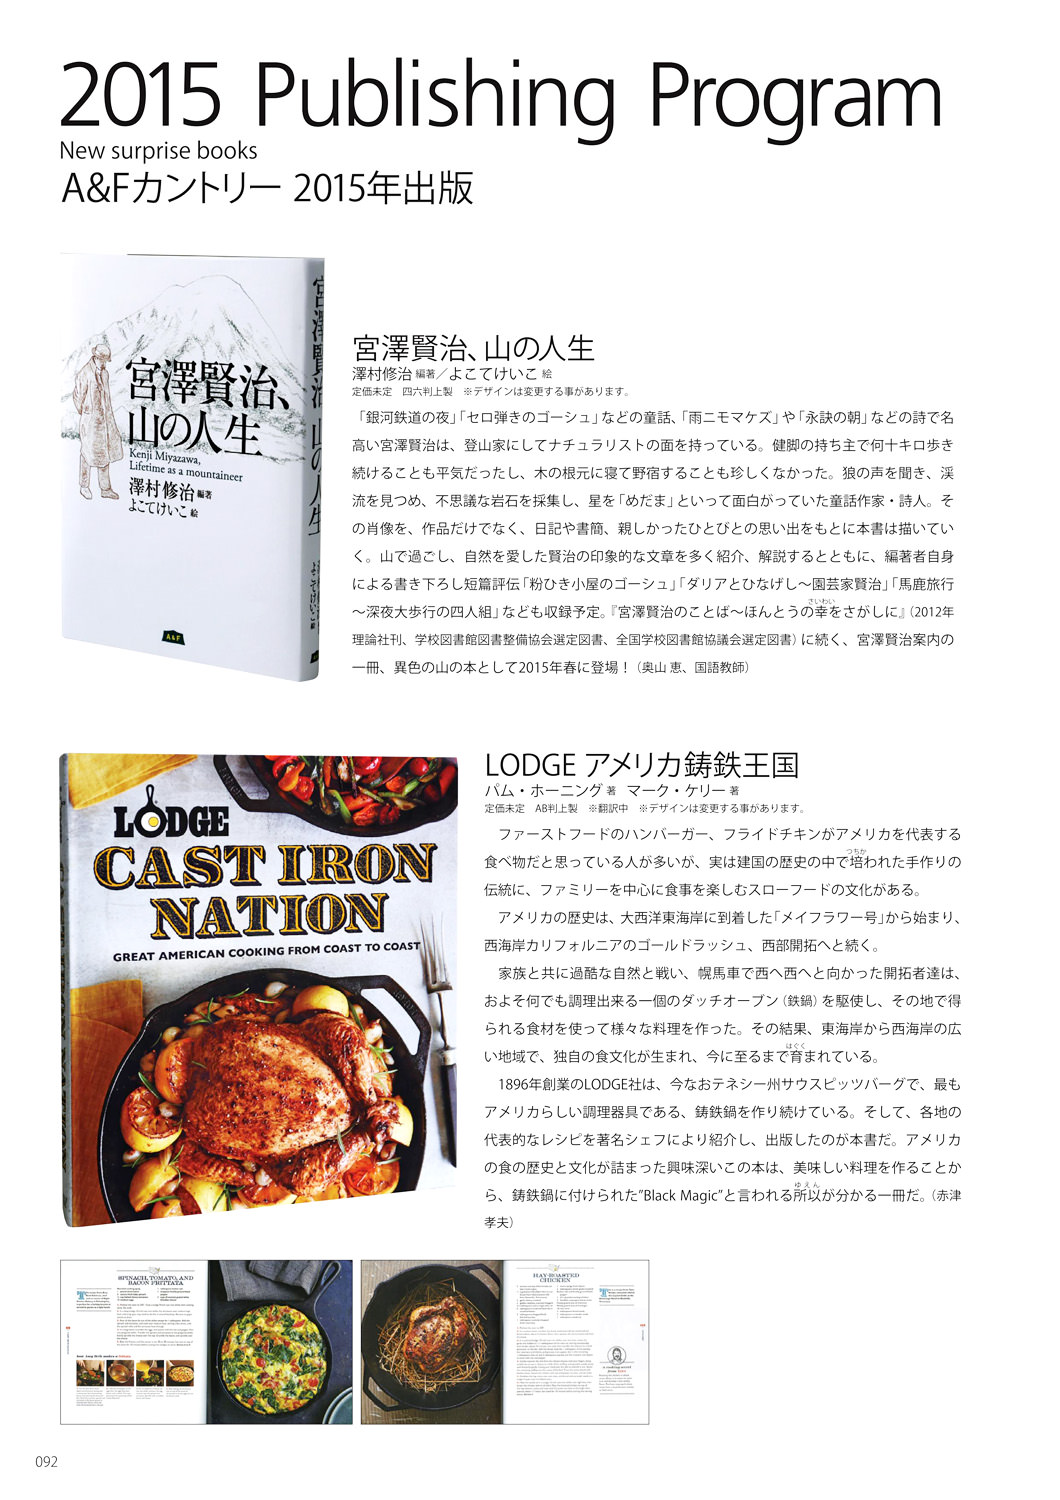 2015 Publishing Program
New surprise books
A&Fカントリー 2015年出版
宮澤賢治、
山の人生
Kenji Miyazawa,
Lifetime as a mountaineer
澤村修治 編著
よこてけいこ 絵
A&F
宮澤賢治、山の人生
澤村修治 編著／よこてけいこ 絵
定価未定　四六判上製　※デザインは変更する事があります。
「銀河鉄道の夜」「セロ弾きのゴーシュ」などの童話、「雨ニモマケズ」や「永訣の朝」などの詩で名
高い宮澤賢治は、登山家にしてナチュラリストの面を持っている。健脚の持ち主で何十キロ歩き
続けることも平気だったし、木の根元に寝て野宿することも珍しくなかった。狼の声を聞き、渓
流を見つめ、不思議な岩石を採集し、星を「めだま」といって面白がっていた童話作家・詩人。そ
の肖像を、作品だけでなく、日記や書簡、親しかったひとびとの思い出をもとに本書は描いてい
く。山で過ごし、自然を愛した賢治の印象的な文章を多く紹介、解説するとともに、編著者自身
による書き下ろし短篇評伝「粉ひき小屋のゴーシュ」「ダリアとひなげし～園芸家賢治」「馬鹿旅行
～深夜大歩行の四人組」なども収録予定。『宮澤賢治のことば～ほんとうの幸をさがしに』（2012年
さいわい
理論社刊、学校図書館図書整備協会選定図書、全国学校図書館協議会選定図書）に続く、宮澤賢治案内の
一冊、異色の山の本として2015年春に登場！（奥山 恵、国語教師）
LODGE
CAST IRON
NATION
GREAT AMERICAN COOKING FROM COAST TO COAST
LODGE アメリカ鋳鉄王国
パム・ホーニング 著　マーク・ケリー 著
定価未定　AB判上製　※翻訳中　※デザインは変更する事があります。
ファーストフードのハンバーガー、フライドチキンがアメリカを代表する
食べ物だと思っている人が多いが、実は建国の歴史の中で培われた手作りの
つちか
伝統に、ファミリーを中心に食事を楽しむスローフードの文化がある。
アメリカの歴史は、大西洋東海岸に到着した「メイフラワー号」から始まり、
西海岸カリフォルニアのゴールドラッシュ、西部開拓へと続く。
家族と共に過酷な自然と戦い、幌馬車で西へ西へと向かった開拓者達は、
およそ何でも調理出来る一個のダッチオーブン（鉄鍋）を駆使し、その地で得
られる食材を使って様々な料理を作った。その結果、東海岸から西海岸の広
い地域で、独自の食文化が生まれ、今に至るまで育まれている。
はぐく
1896年創業のLODGE社は、今なおテネシー州サウスピッツバーグで、最も
アメリカらしい調理器具である、鋳鉄鍋を作り続けている。そして、各地の
代表的なレシピを著名シェフにより紹介し、出版したのが本書だ。アメリカ
の食の歴史と文化が詰まった興味深いこの本は、美味しい料理を作ることか
ら、鋳鉄鍋に付けられた”Black Magic”と言われる所以が分かる一冊だ。（赤津
ゆえん
孝夫）
SPINACH, TOMATO, AND
BACON FRITTATA
HAY-ROASTED
CHICKEN
092